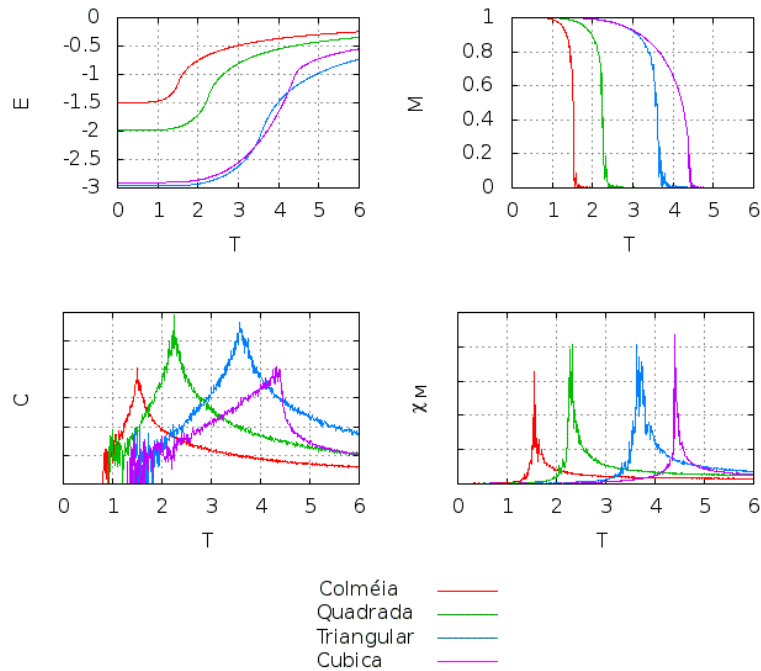 0
-0.5
-1
-1.5
-2
-2.5
-3
E
0 1 2 3 4 5 6
T
1
0.8
0.6
0.4
0.2
0
M
0 1 2 3 4 5 6
T
C
0 1 2 3 4 5 6
T
χM
0 1 2 3 4 5 6
T
Colméia
Quadrada
Triangular
Cubica